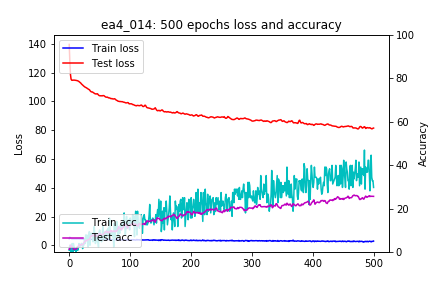 ea4_014: 500 epochs loss and accuracy
Train loss
Test loss
Train acc
Test acc
Loss
140
120
100
80
60
40
20
0
Accuracy
100
80
60
40
20
0
0
100
200
300
400
500